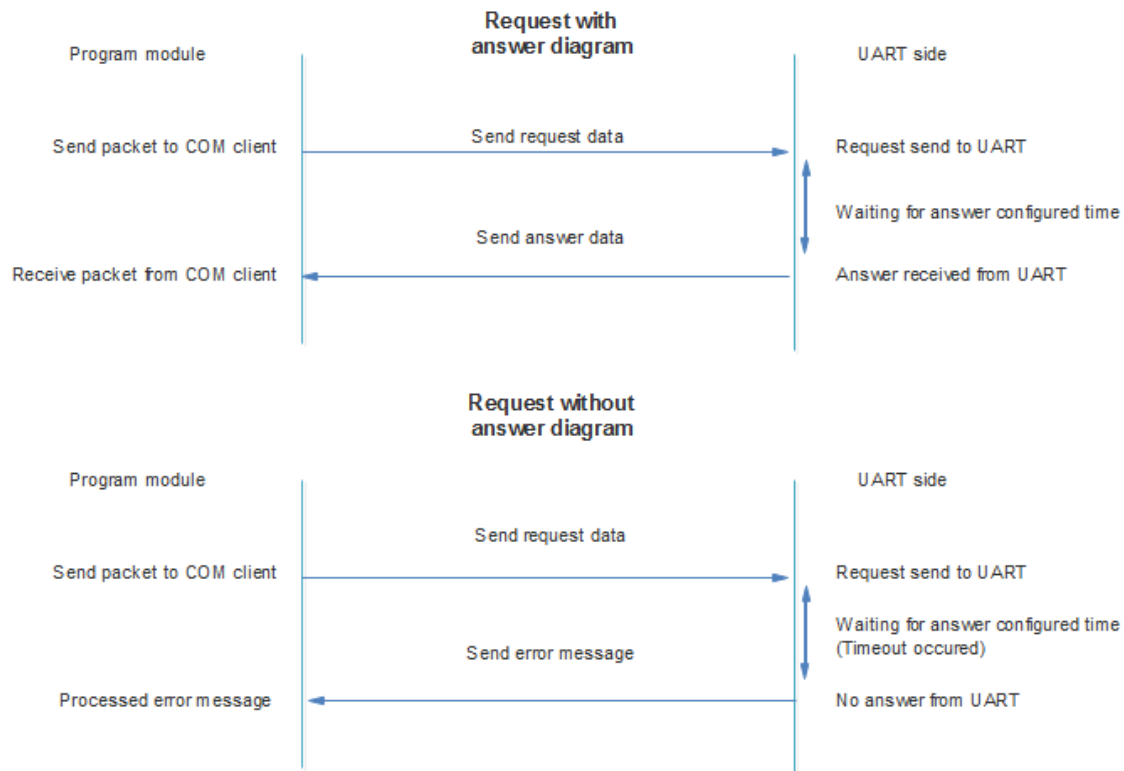 Request with
answer diagram
Program module
UART side
Send packet to COM client
Send request data
Request send to UART
Waiting for answer configured time
Send answer data
Receive packet from COM client
Answer received from UART
Request without
answer diagram
Program module
UART side
Send request data
Send packet to COM client
Request send to UART
Waiting for answer configured time
(Timeout occured)
Send error message
Processed error message
No answer from UART